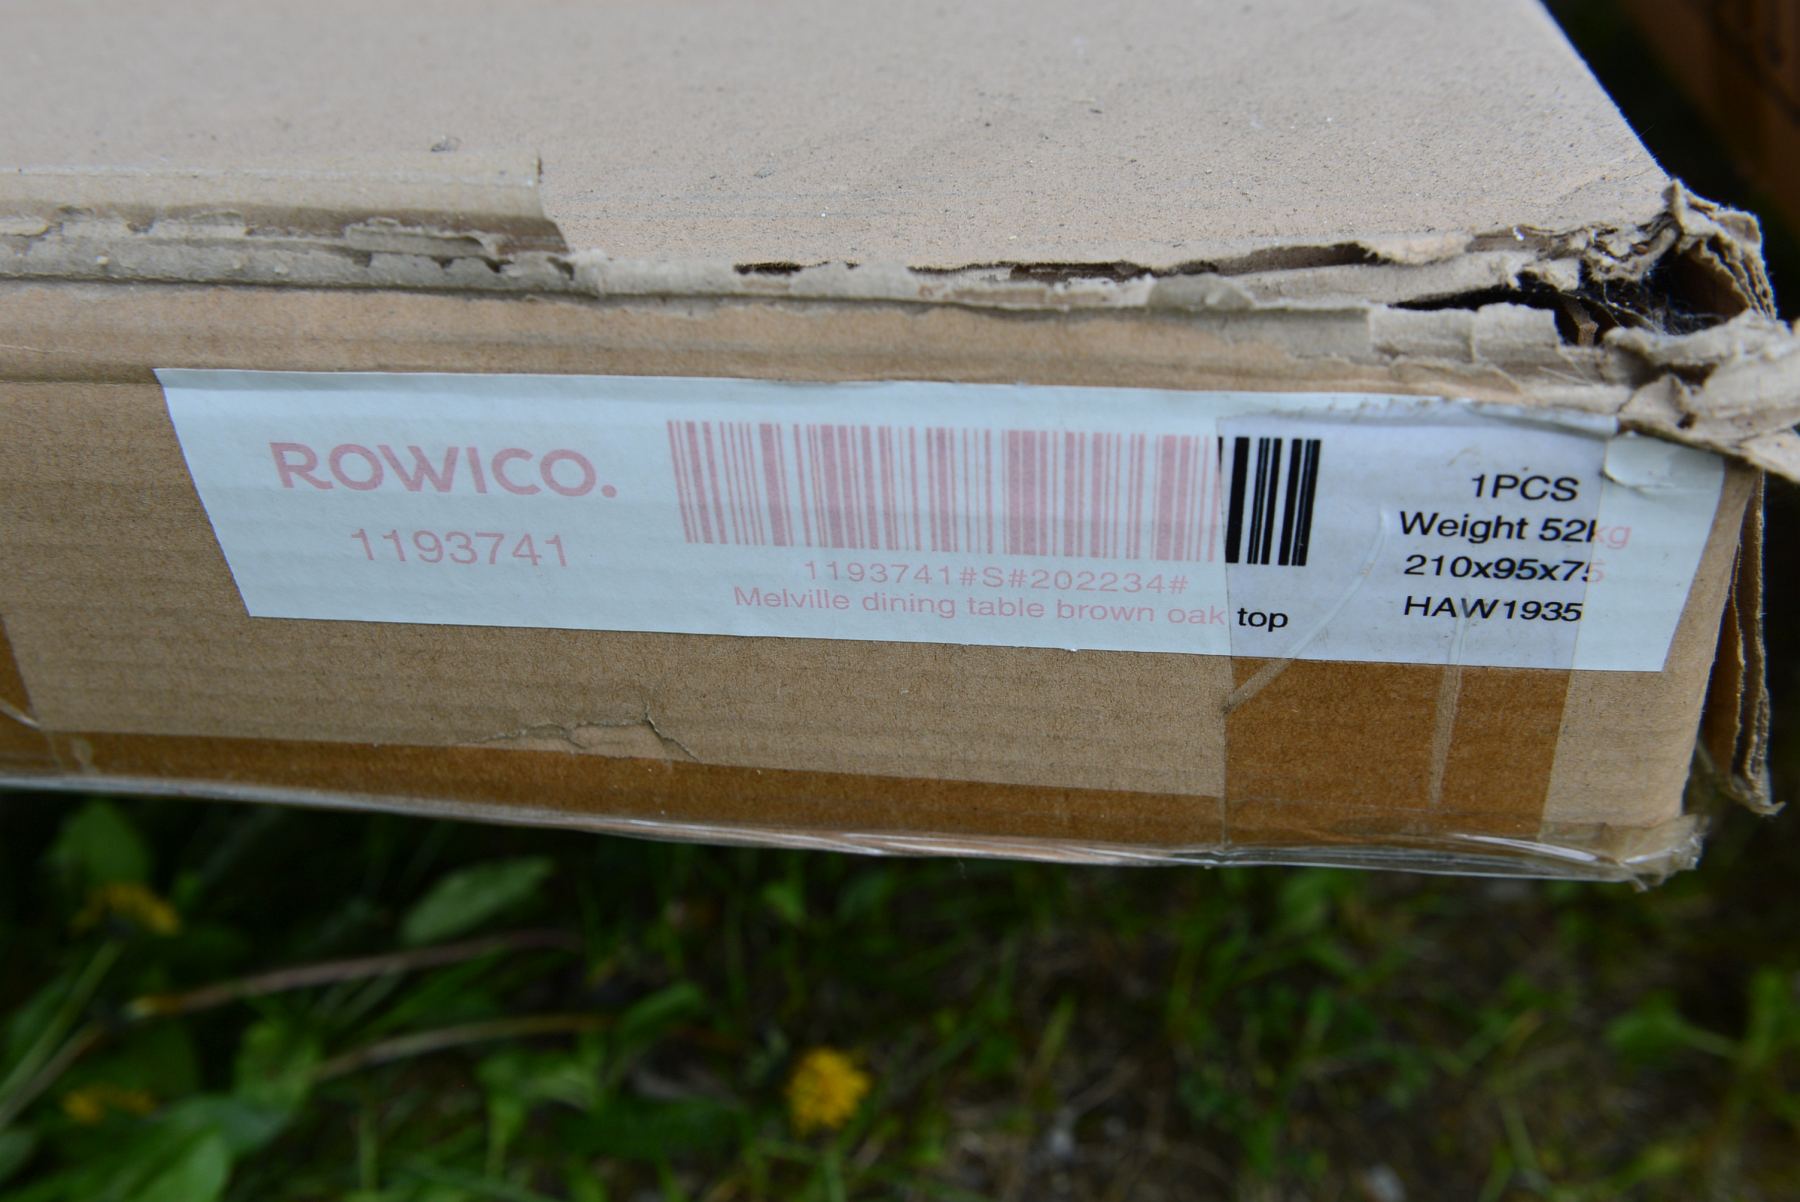 ROWICO.
1193741
1193741#S#202234#
Melville dining table brown oak top
1PCS
Weight 52kg
210x95x75
HAW1935